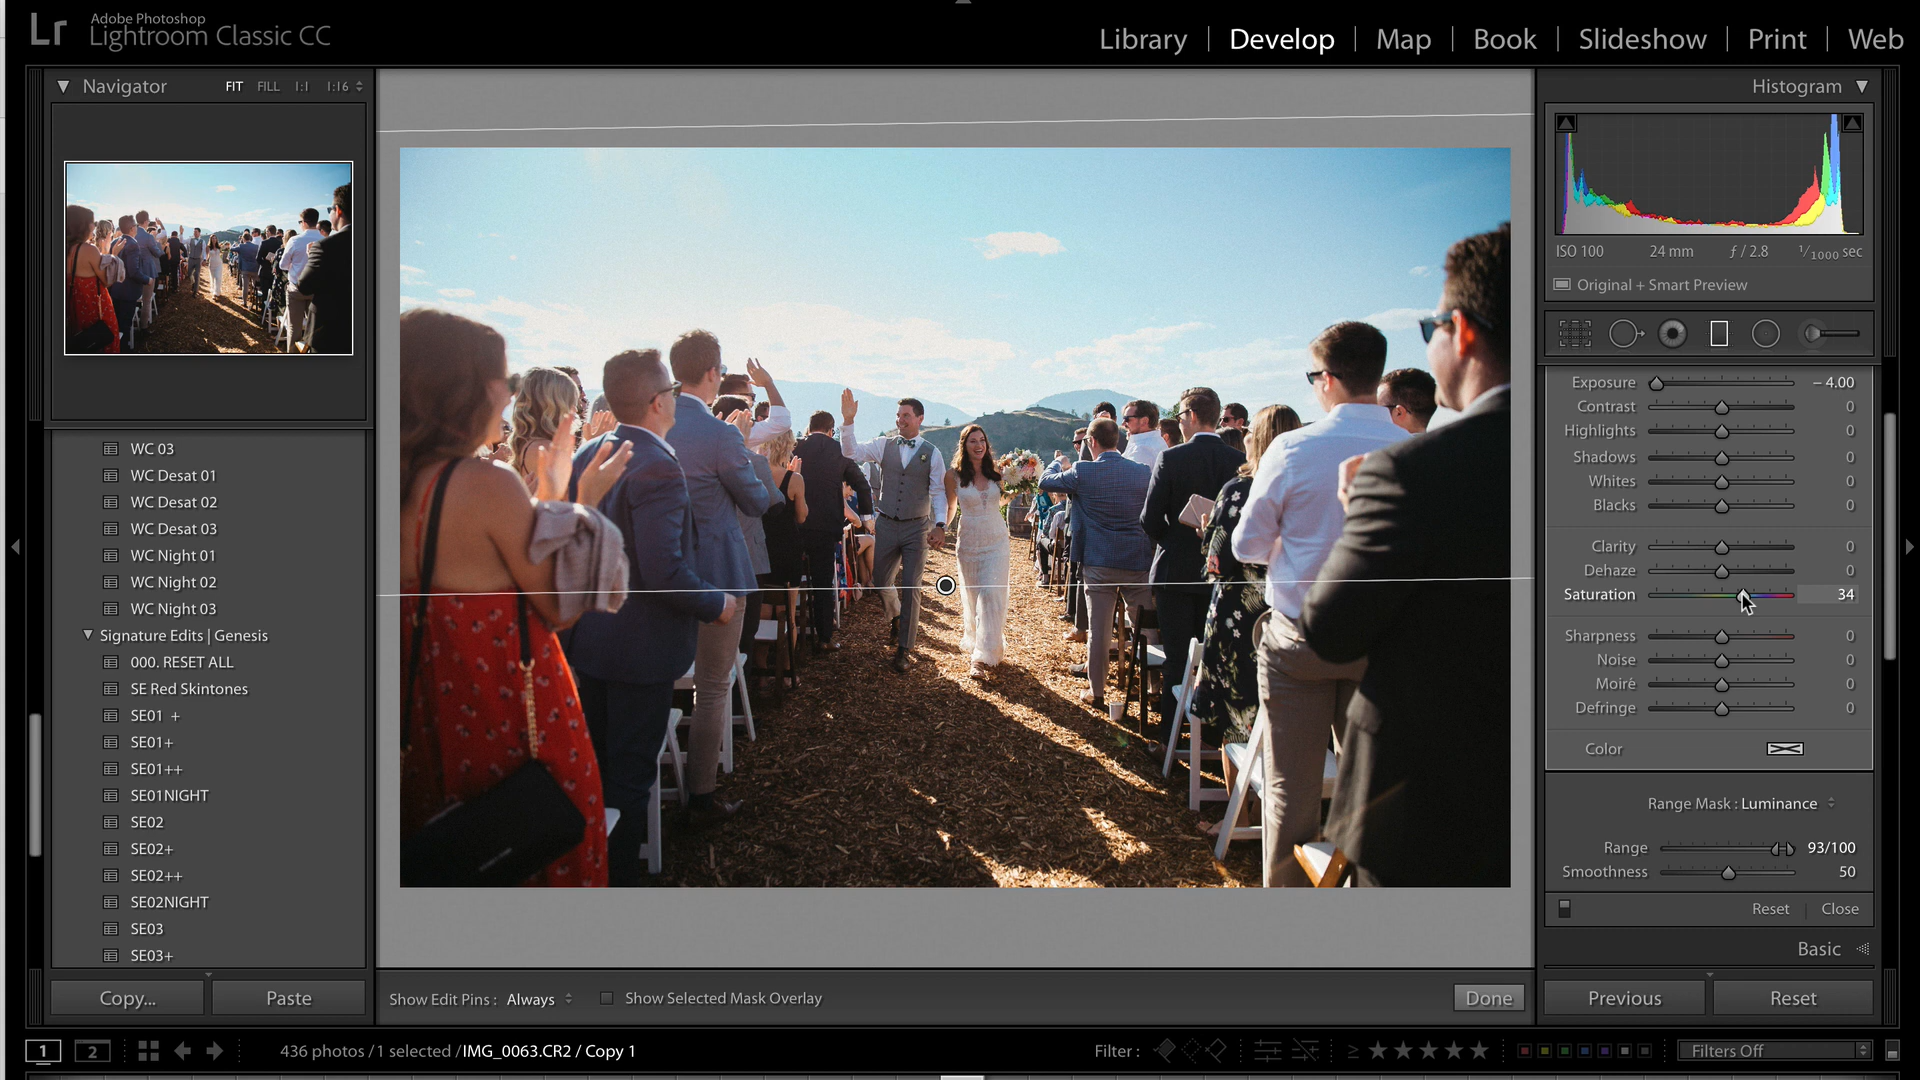 Lr Adobe Photoshop
Lightroom Classic CC
Library | Develop | Map | Book | Slideshow | Print | Web
Navigator FIT FILL 1:1 1:16
WC 03
WC Desat 01
WC Desat 02
WC Desat 03
WC Night 01
WC Night 02
WC Night 03
Signature Edits | Genesis
000. RESET ALL
SE Red Skintones
SE01 +
SE01+
SE01++
SE01NIGHT
SE02
SE02+
SE02++
SE02NIGHT
SE03
SE03+
Copy... Paste
Show Edit Pins : Always Show Selected Mask Overlay Done
Histogram
ISO 100 24 mm ƒ / 2.8 1/1000 sec
Original + Smart Preview
Exposure – 4.00
Contrast 0
Highlights 0
Shadows 0
Whites 0
Blacks 0
Clarity 0
Dehaze 0
Saturation 34
Sharpness 0
Noise 0
Moiré 0
Defringe 0
Color
Range Mask : Luminance
Range 93/100
Smoothness 50
Reset | Close
Basic
Previous Reset
1 2 436 photos / 1 selected / IMG_0063.CR2 / Copy 1 Filter : ≥ ★★★★★ Filters Off